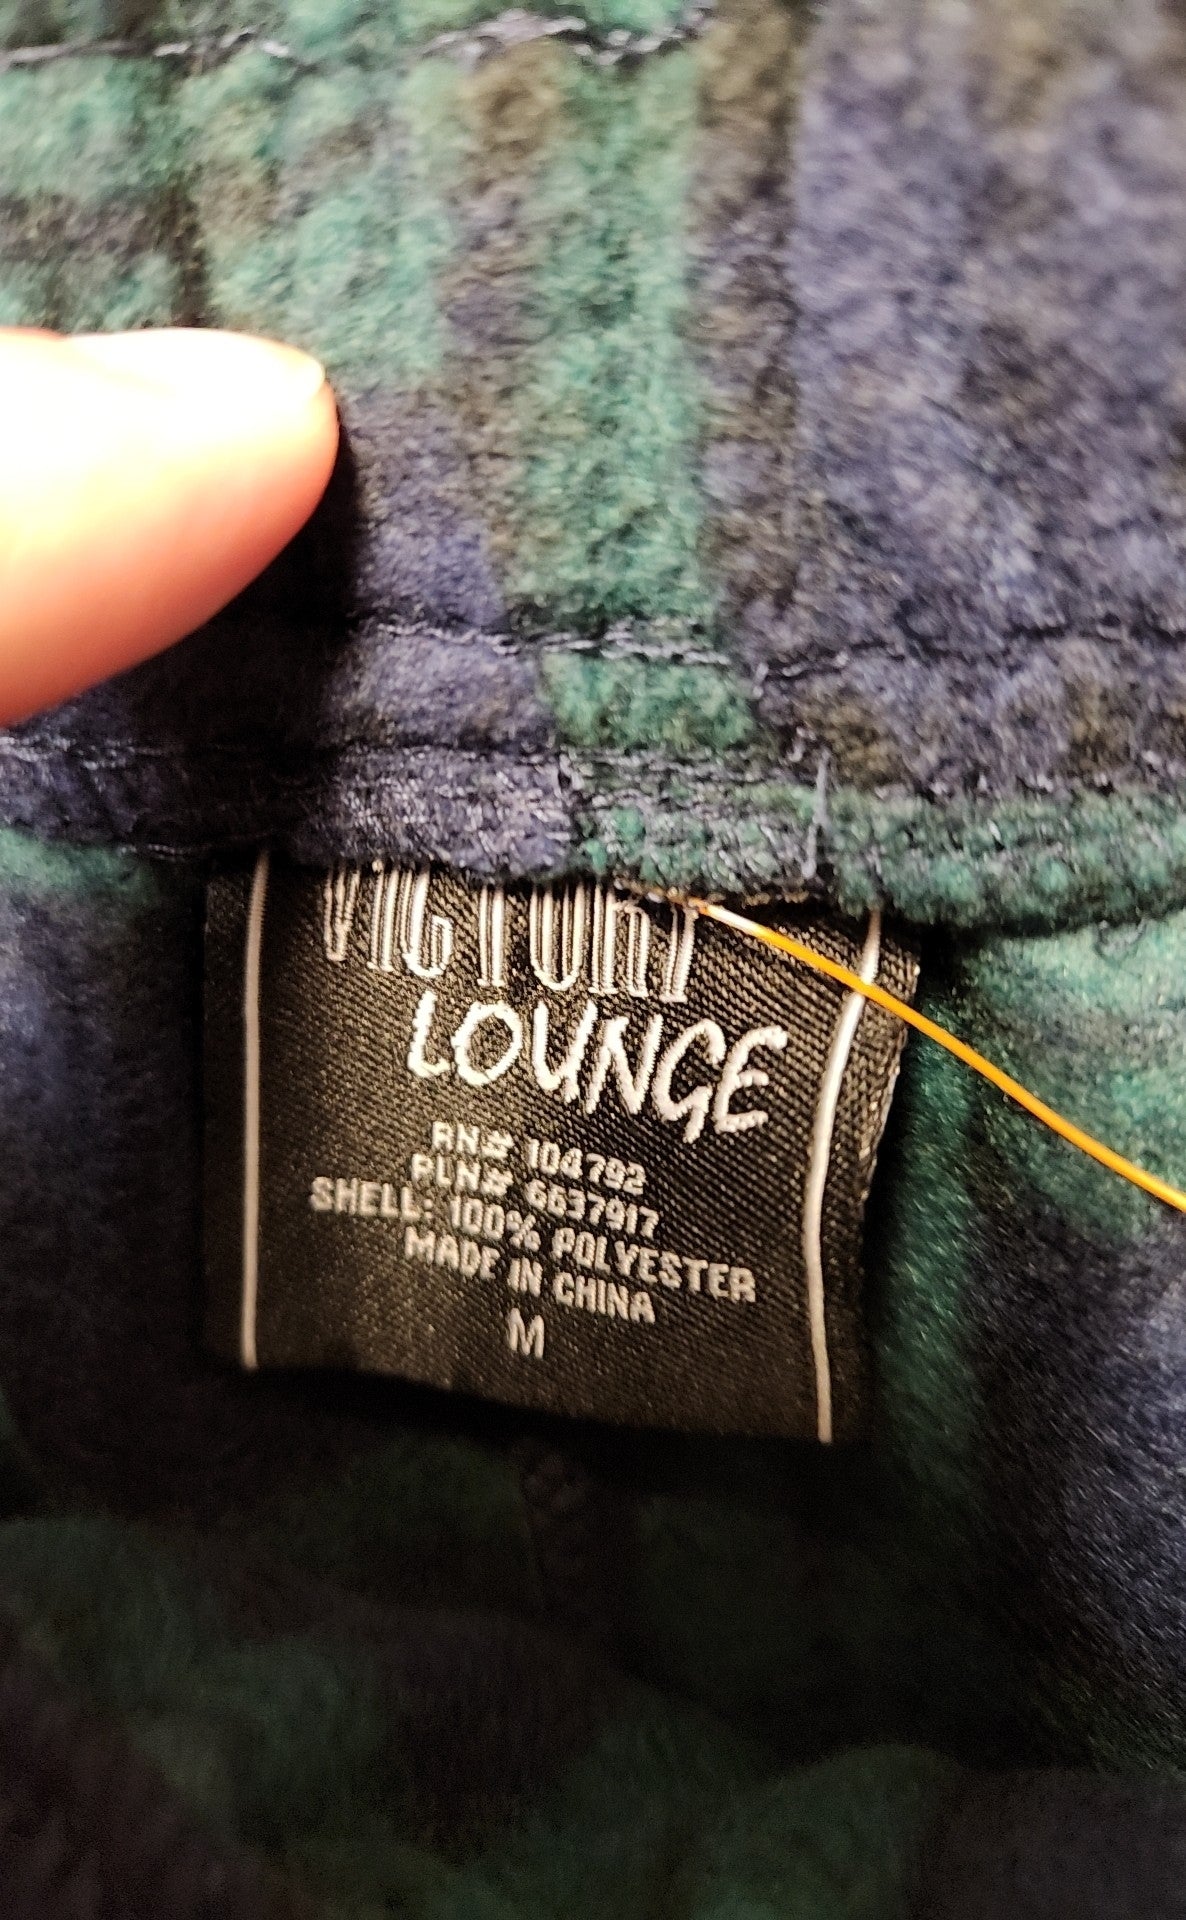 VICTORY
LOUNGE
RN# 104792
PLN# 6637917
SHELL: 100% POLYESTER
MADE IN CHINA
M